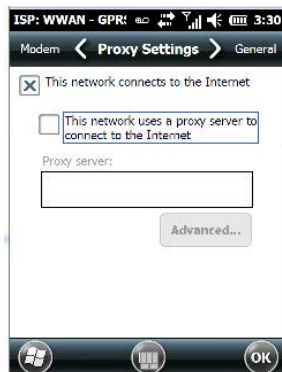 ISP: WWAN - GPR: 3:30
Modem Proxy Settings General
This network connects to the Internet
This network uses a proxy server to
connect to the Internet
Proxy server:
Advanced...
OK